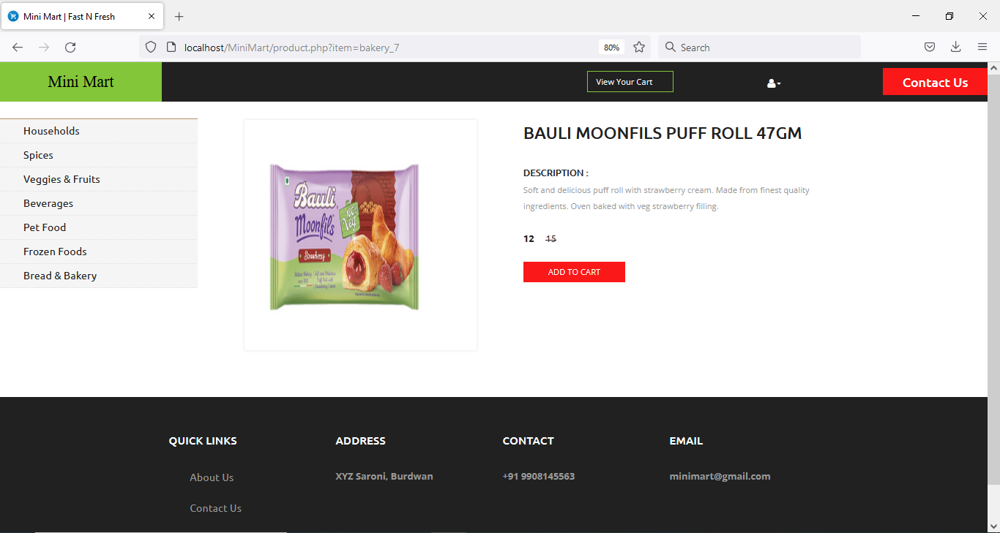 Mini Mart | Fast N Fresh
localhost/MiniMart/product.php?item=bakery_7
80%
Search
Mini Mart
View Your Cart
Contact Us
Households
Spices
Veggies & Fruits
Beverages
Pet Food
Frozen Foods
Bread & Bakery
Bauli
Moonfils
100% Veg
Strawberry
BAULI MOONFILS PUFF ROLL 47GM
DESCRIPTION :
Soft and delicious puff roll with strawberry cream. Made from finest quality
ingredients. Oven baked with veg strawberry filling.
12 15
ADD TO CART
QUICK LINKS
About Us
Contact Us
ADDRESS
XYZ Saroni, Burdwan
CONTACT
+91 9908145563
EMAIL
minimart@gmail.com